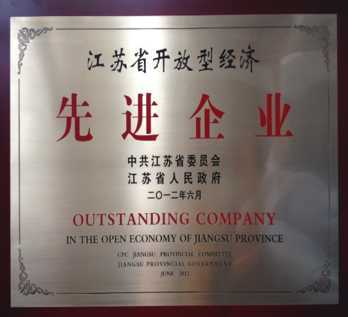 江苏省开放型经济
先进企业
中共江苏省委员会
江苏省人民政府
二〇一二年六月
OUTSTANDING COMPANY
IN THE OPEN ECONOMY OF JIANGSU PROVINCE
CPC JIANGSU PROVINCIAL COMMITTEE
JIANGSU PROVINCIAL GOVERNMENT
JUNE 2012